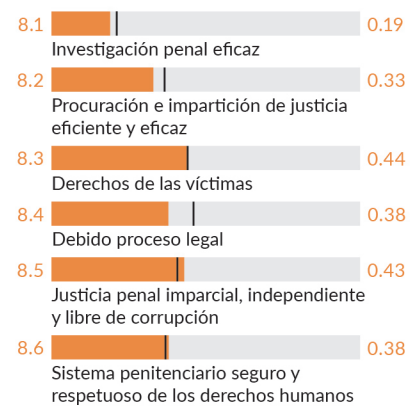 8.1 0.19
Investigación penal eficaz
8.2 0.33
Procuración e impartición de justicia
eficiente y eficaz
8.3 0.44
Derechos de las víctimas
8.4 0.38
Debido proceso legal
8.5 0.43
Justicia penal imparcial, independiente
y libre de corrupción
8.6 0.38
Sistema penitenciario seguro y
respetuoso de los derechos humanos